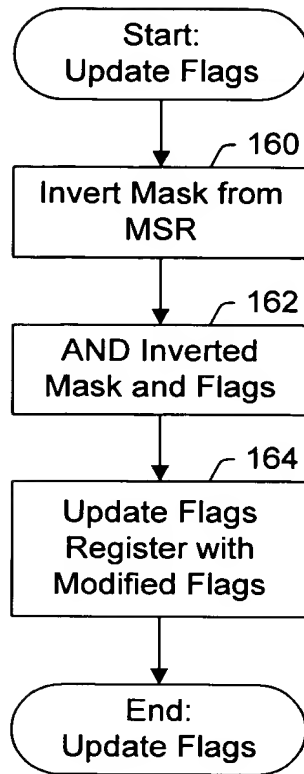 Start:
Update Flags
160
Invert Mask from
MSR
162
AND Inverted
Mask and Flags
164
Update Flags
Register with
Modified Flags
End:
Update Flags